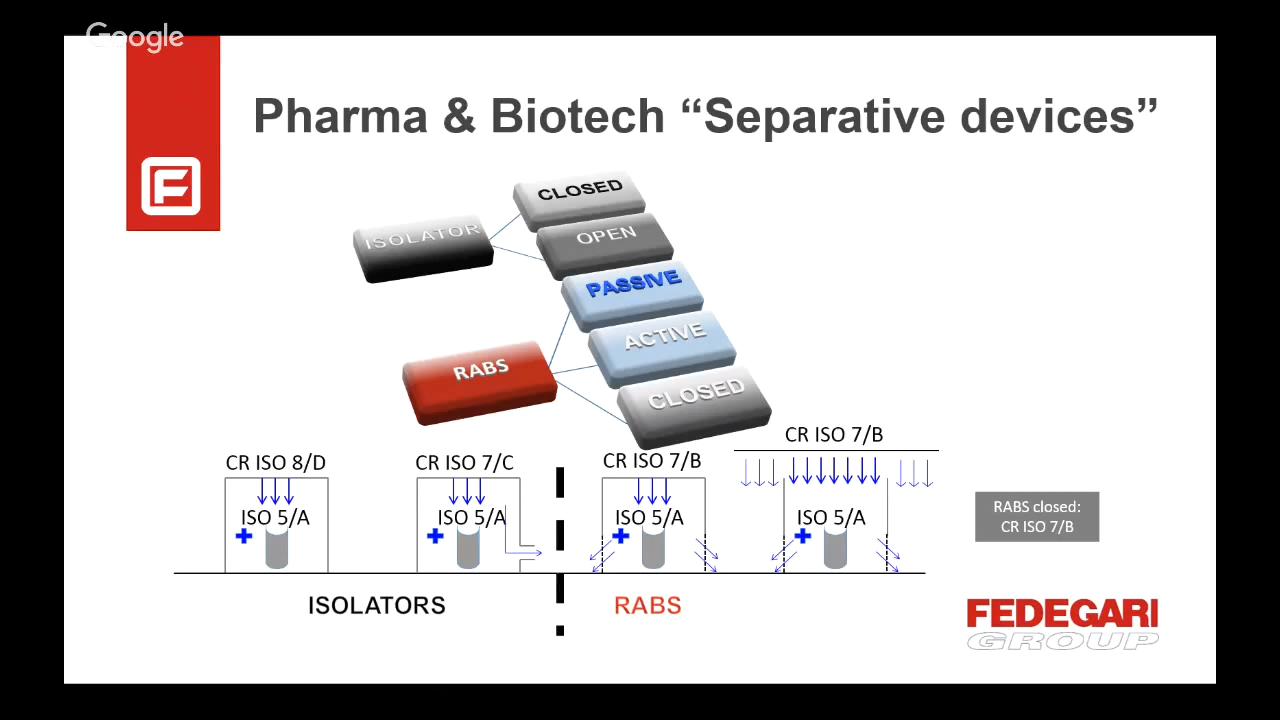 Google
Pharma & Biotech “Separative devices”
F
CLOSED
ISOLATOR
OPEN
PASSIVE
ACTIVE
RABS
CLOSED
CR ISO 8/D
CR ISO 7/C
CR ISO 7/B
CR ISO 7/B
ISO 5/A
ISO 5/A
ISO 5/A
ISO 5/A
RABS closed:
CR ISO 7/B
ISOLATORS
RABS
FEDEGARI
GROUP